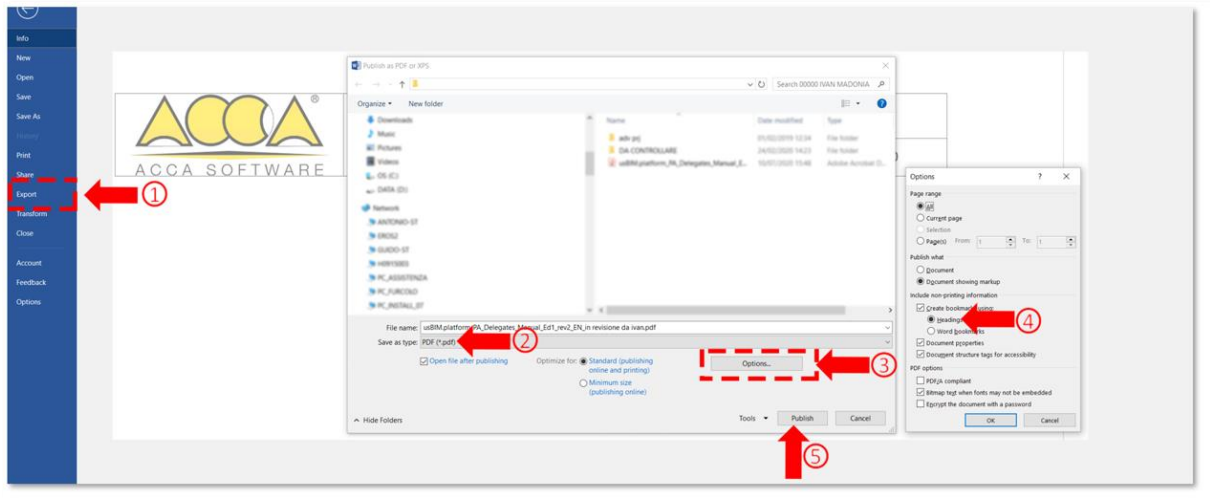 Info
New
Open
Save
Save As
History
Print
Share
Export
Transform
Close
Account
Feedback
Options
1
ACCA SOFTWARE
®
Publish as PDF or XPS
Search 00000 IVAN MADONIA
Organize
New folder
Downloads
Music
Pictures
Videos
OS (C:)
DATA (D:)
Network
ANTONIO-ST
EROS2
GUIDO-ST
PC_ASSISTENZA
PC_FURCOLO
PC_INSTALL_07
Name
Date modified
Type
adv prj
01/02/2019 12:34
File folder
DA CONTROLLARE
24/02/2020 14:23
File folder
usBIM.platform_PA_Delegates_Manual_E...
10/07/2020 15:46
Adobe Acrobat D...
File name: usBIM.platform_PA_Delegates_Manual_Ed1_rev2_EN_in revisione da ivan.pdf
Save as type: PDF (*.pdf)
2
Open file after publishing
Optimize for:
Standard (publishing
online and printing)
Minimum size
(publishing online)
Options...
3
Hide Folders
Tools
Publish
Cancel
5
Options
?
Page range
All
Current page
Selection
Page(s)
From: 1
To: 1
Publish what
Document
Document showing markup
Include non-printing information
Create bookmarks using:
Headings
4
Word bookmarks
Document properties
Document structure tags for accessibility
PDF options
PDF/A compliant
Bitmap text when fonts may not be embedded
Encrypt the document with a password
OK
Cancel